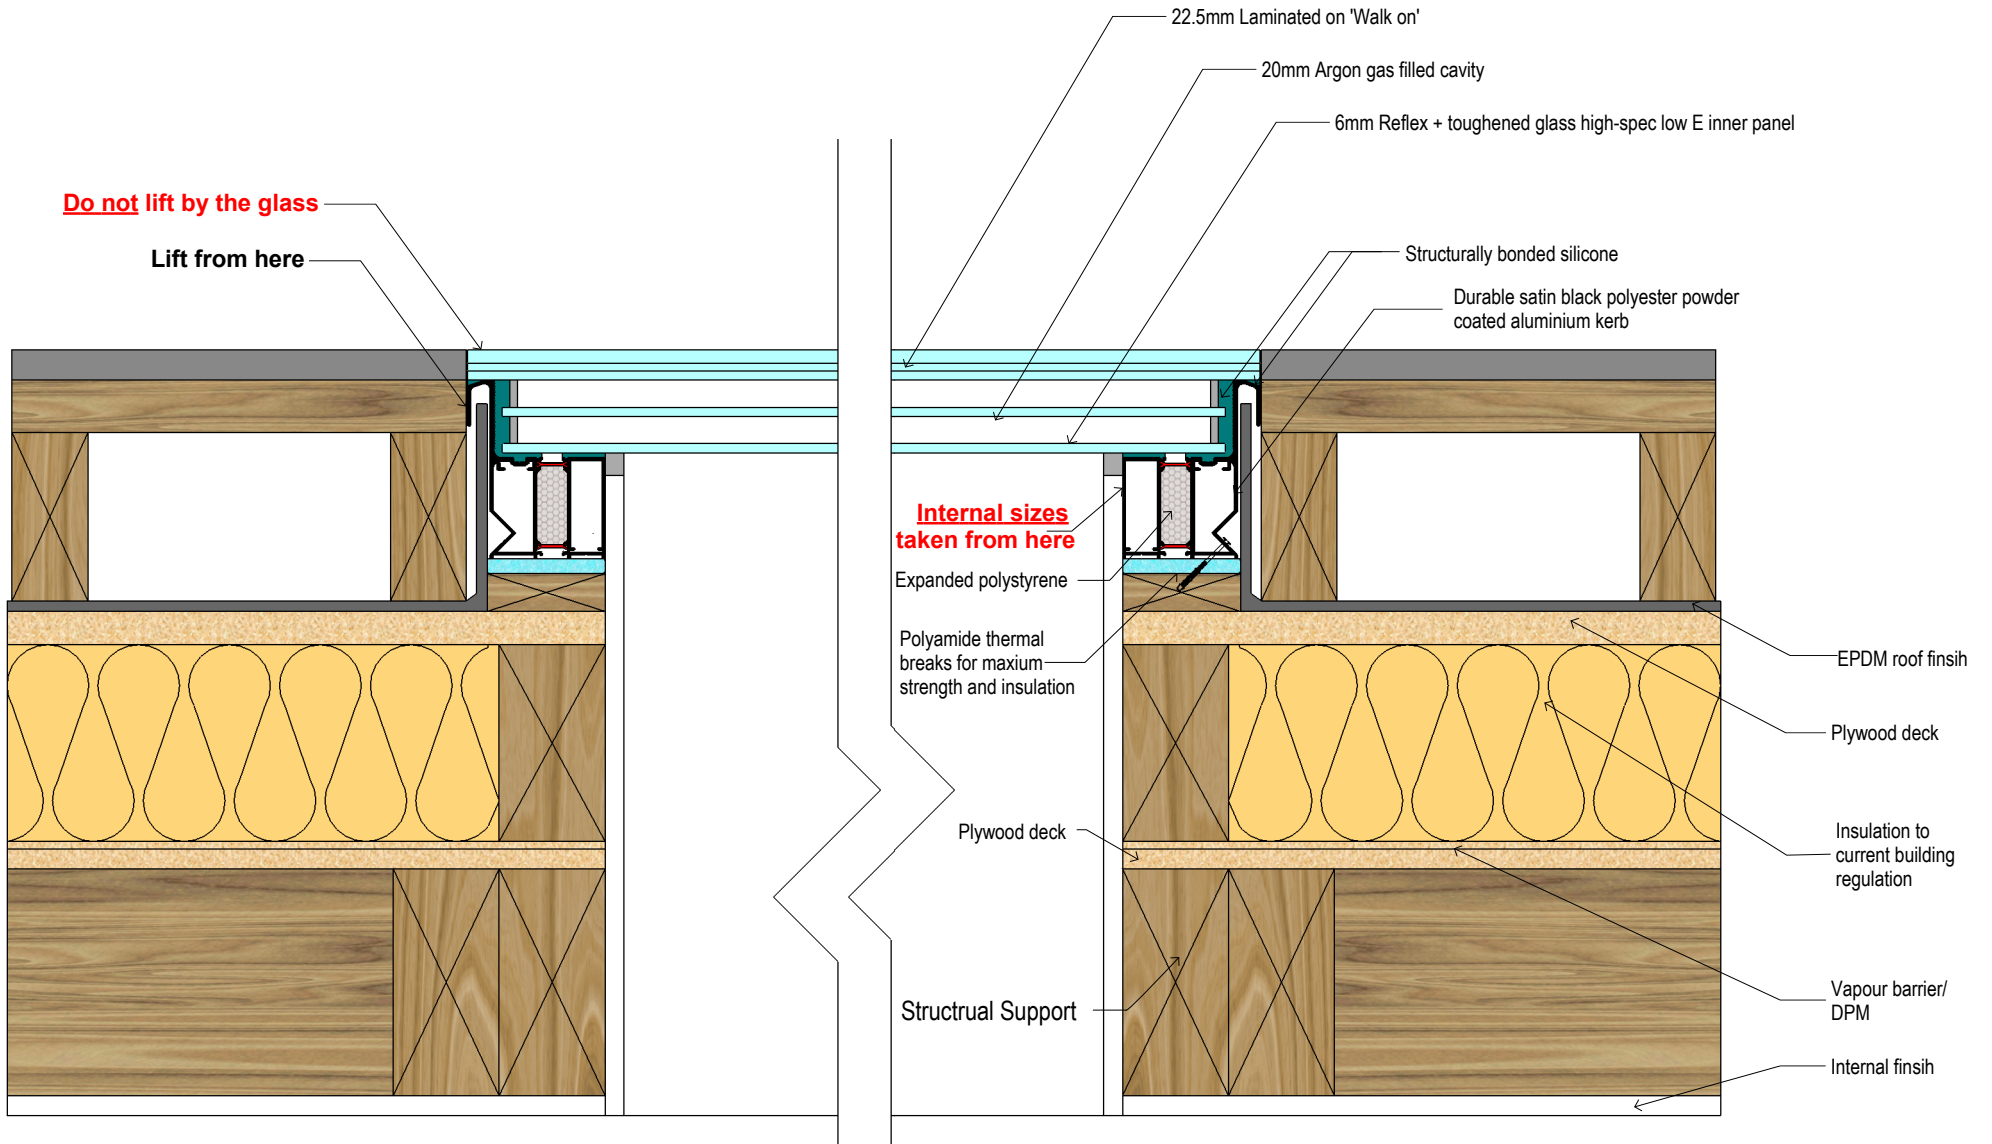 22.5mm Laminated on 'Walk on'
20mm Argon gas filled cavity
6mm Reflex + toughened glass high-spec low E inner panel
Do not lift by the glass
Lift from here
Structurally bonded silicone
Durable satin black polyester powder
coated aluminium kerb
Internal sizes
taken from here
Expanded polystyrene
Polyamide thermal
breaks for maxium
strength and insulation
EPDM roof finsih
Plywood deck
Plywood deck
Insulation to
current building
regulation
Structrual Support
Vapour barrier/
DPM
Internal finsih